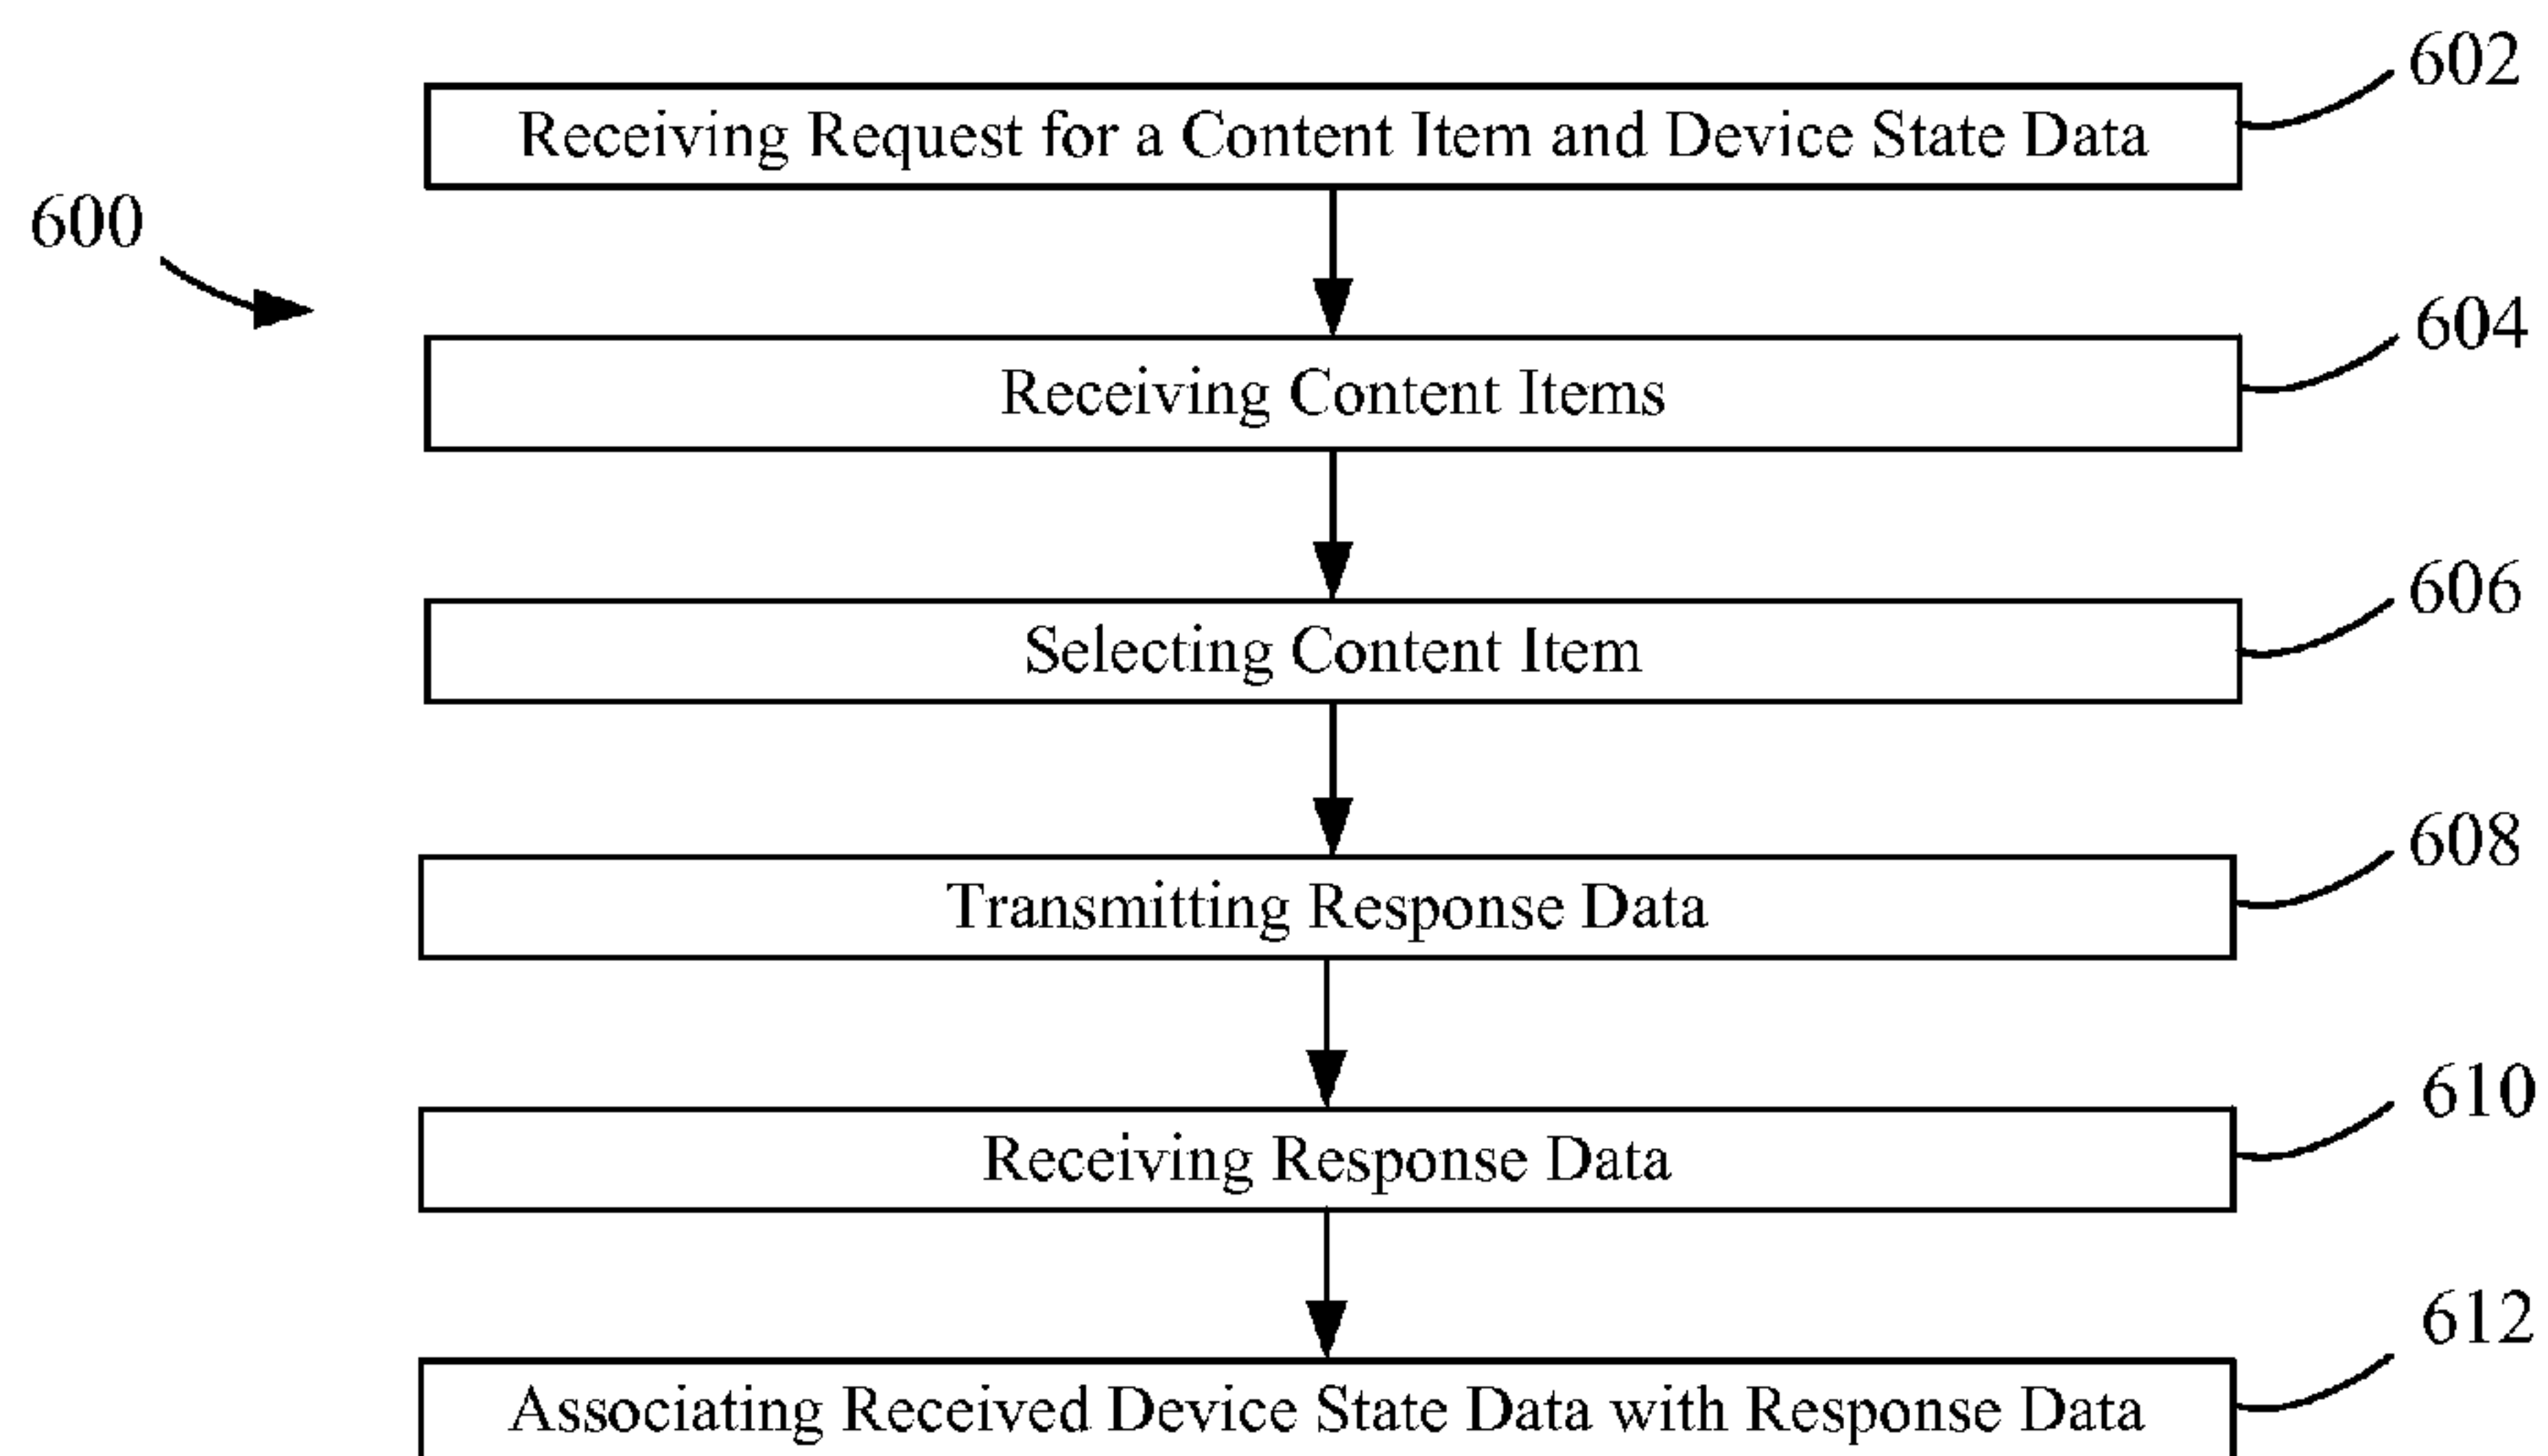 602
Receiving Request for a Content Item and Device State Data
600
604
Receiving Content Items
606
Selecting Content Item
608
Transmitting Response Data
610
Receiving Response Data
612
Associating Received Device State Data with Response Data